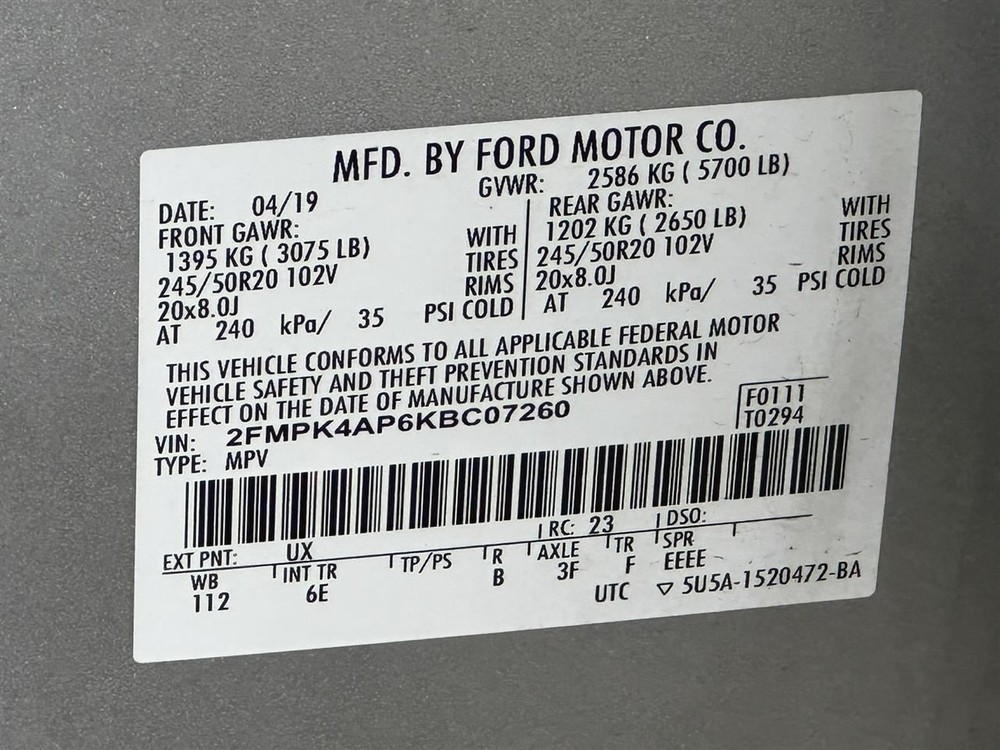 MFD. BY FORD MOTOR CO.
DATE: 04/19 GVWR: 2586 KG ( 5700 LB)
FRONT GAWR: REAR GAWR:
1395 KG ( 3075 LB) WITH 1202 KG ( 2650 LB) WITH
245/50R20 102V TIRES 245/50R20 102V TIRES
20x8.0J RIMS 20x8.0J RIMS
AT 240 kPa/ 35 PSI COLD AT 240 kPa/ 35 PSI COLD
THIS VEHICLE CONFORMS TO ALL APPLICABLE FEDERAL MOTOR
VEHICLE SAFETY AND THEFT PREVENTION STANDARDS IN
EFFECT ON THE DATE OF MANUFACTURE SHOWN ABOVE.
F0111
VIN: 2FMPK4AP6KBC07260 T0294
TYPE: MPV
EXT PNT: UX RC: 23 DSO:
WB INT TR TP/PS R AXLE TR SPR
112 6E B 3F F EEEE
UTC ▽ 5U5A-1520472-BA